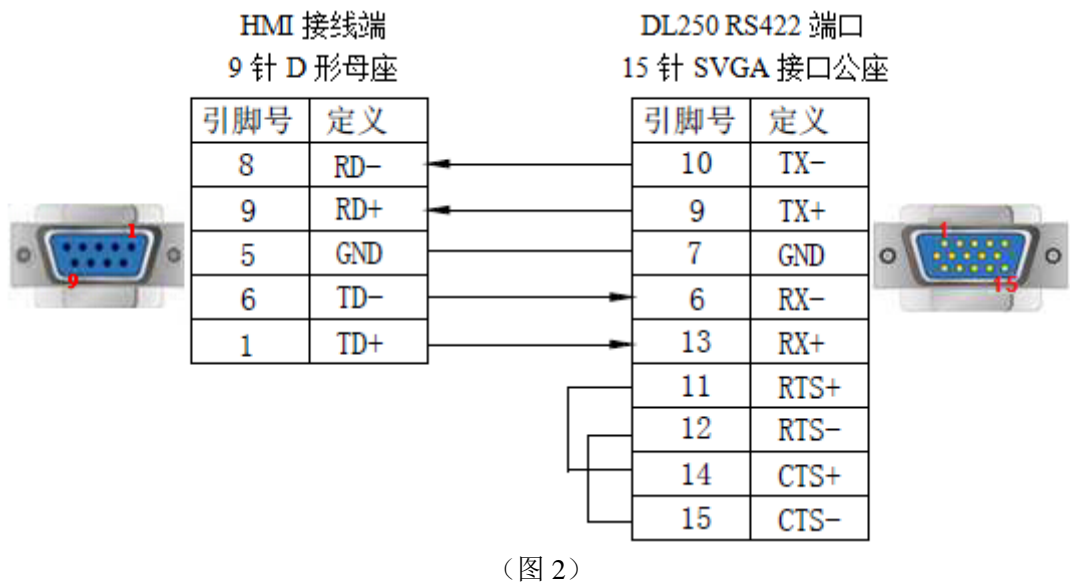 HMI 接线端
9 针 D 形母座
引脚号 定义
8 RD-
9 RD+
5 GND
6 TD-
1 TD+
1
9
DL250 RS422 端口
15 针 SVGA 接口公座
引脚号 定义
10 TX-
9 TX+
7 GND
6 RX-
13 RX+
11 RTS+
12 RTS-
14 CTS+
15 CTS-
1
15
（图 2）